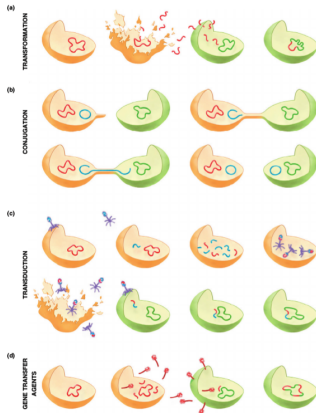 (a)
TRANSFORMATION
(b)
CONJUGATION
(c)
TRANSDUCTION
(d)
GENE TRANSFER
AGENTS